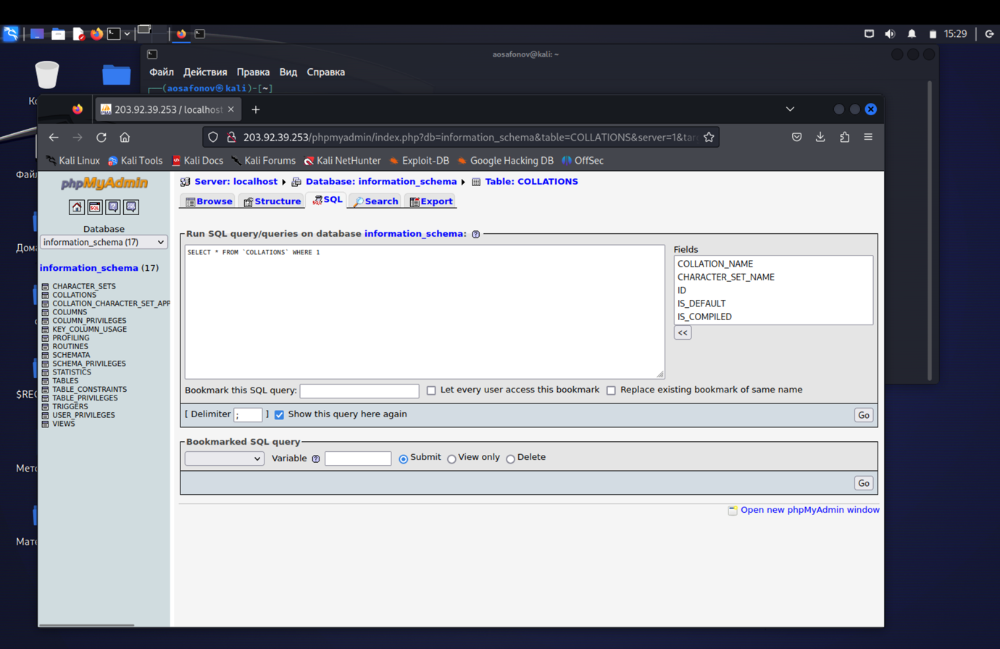 15:29
aosafonov@kali: ~
Файл Действия Правка Вид Справка
(aosafonov㉿kali)-[~]
203.92.39.253 / localhost
203.92.39.253/phpmyadmin/index.php?db=information_schema&table=COLLATIONS&server=1&tar
Kali Linux Kali Tools Kali Docs Kali Forums Kali NetHunter Exploit-DB Google Hacking DB OffSec
phpMyAdmin
SQL
Database
information_schema (17)
information_schema (17)
CHARACTER_SETS
COLLATIONS
COLLATION_CHARACTER_SET_APP
COLUMNS
COLUMN_PRIVILEGES
KEY_COLUMN_USAGE
PROFILING
ROUTINES
SCHEMATA
SCHEMA_PRIVILEGES
STATISTICS
TABLES
TABLE_CONSTRAINTS
TABLE_PRIVILEGES
TRIGGERS
USER_PRIVILEGES
VIEWS
Server: localhost Database: information_schema Table: COLLATIONS
Browse Structure SQL Search Export
Run SQL query/queries on database information_schema:
SELECT * FROM `COLLATIONS` WHERE 1
Fields
COLLATION_NAME
CHARACTER_SET_NAME
ID
IS_DEFAULT
IS_COMPILED
<<
Bookmark this SQL query: Let every user access this bookmark Replace existing bookmark of same name
[ Delimiter ; ] Show this query here again Go
Bookmarked SQL query
Variable Submit View only Delete
Go
Open new phpMyAdmin window